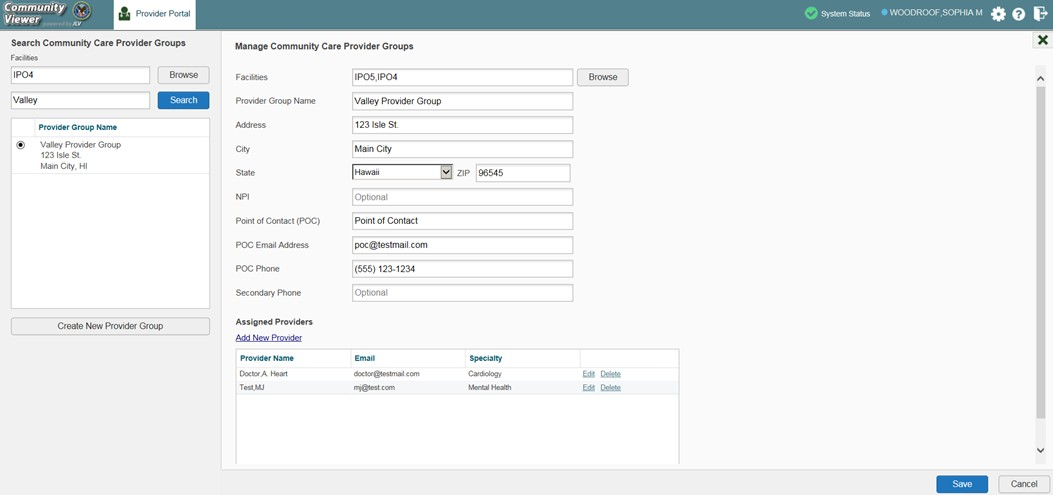 Community
Viewer powered by JLV
Provider Portal
System Status
WOODROOF,SOPHIA M
Search Community Care Provider Groups
Facilities
IPO4
Browse
Valley
Search
Provider Group Name
Valley Provider Group
123 Isle St.
Main City, HI
Create New Provider Group
Manage Community Care Provider Groups
Facilities IPO5,IPO4 Browse
Provider Group Name Valley Provider Group
Address 123 Isle St.
City Main City
State Hawaii ZIP 96545
NPI Optional
Point of Contact (POC) Point of Contact
POC Email Address poc@testmail.com
POC Phone (555) 123-1234
Secondary Phone Optional
Assigned Providers
Add New Provider
Provider Name Email Specialty
Doctor,A. Heart doctor@testmail.com Cardiology Edit Delete
Test,MJ mj@test.com Mental Health Edit Delete
Save Cancel